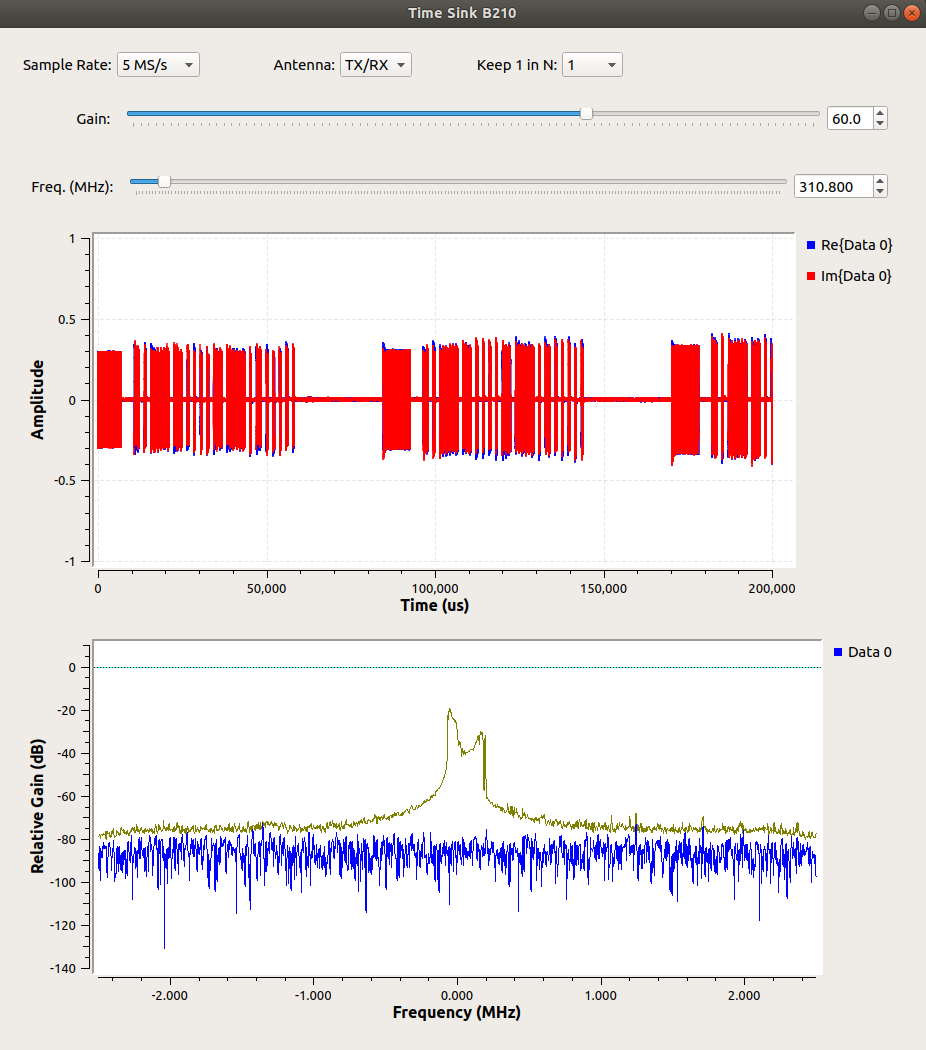 Time Sink B210
Sample Rate: 5 MS/s Antenna: TX/RX Keep 1 in N: 1
Gain: 60.0
Freq. (MHz): 310.800
1
0.5
0
-0.5
-1
Amplitude
Re{Data 0}
Im{Data 0}
0 50,000 100,000 150,000 200,000
Time (us)
0
-20
-40
-60
-80
-100
-120
-140
Relative Gain (dB)
Data 0
-2.000 -1.000 0.000 1.000 2.000
Frequency (MHz)